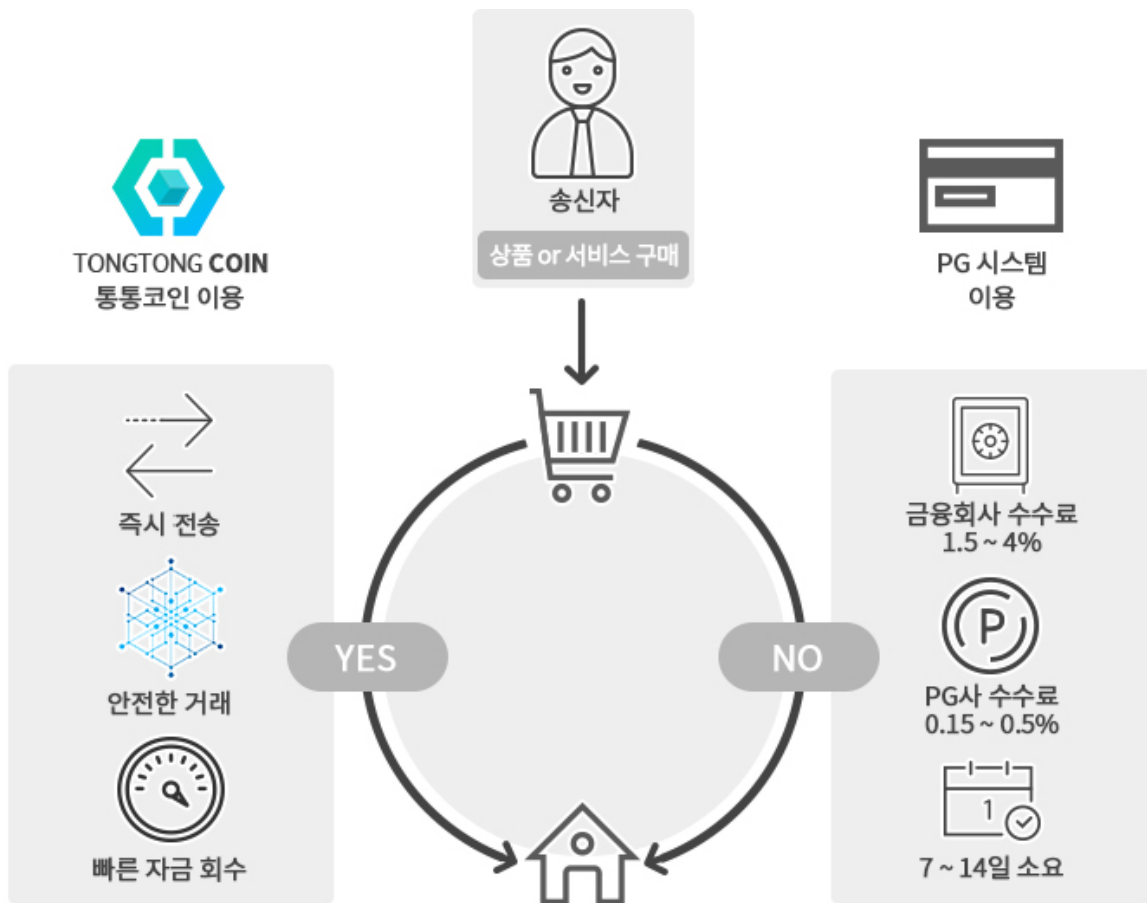 송신자
상품 or 서비스 구매
TONGTONG COIN
통통코인 이용
PG 시스템
이용
즉시 전송
안전한 거래
빠른 자금 회수
YES
NO
금융회사 수수료
1.5 ~ 4%
P
PG사 수수료
0.15 ~ 0.5%
1
7 ~ 14일 소요